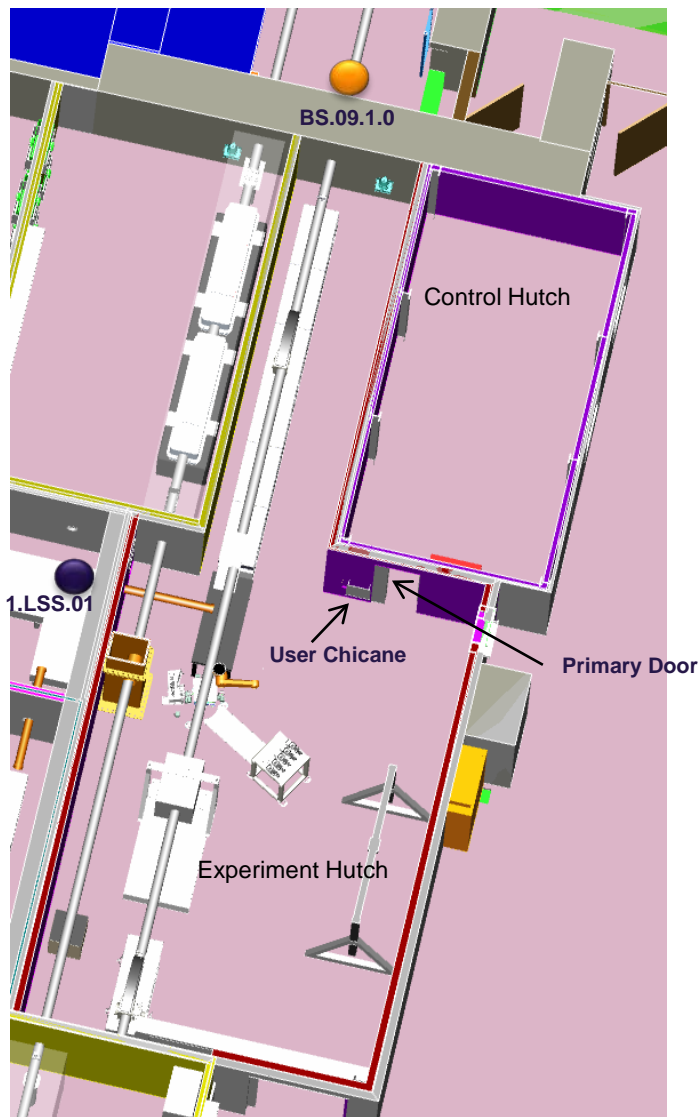 BS.09.1.0
Control Hutch
1.LSS.01
User Chicane
Primary Door
Experiment Hutch